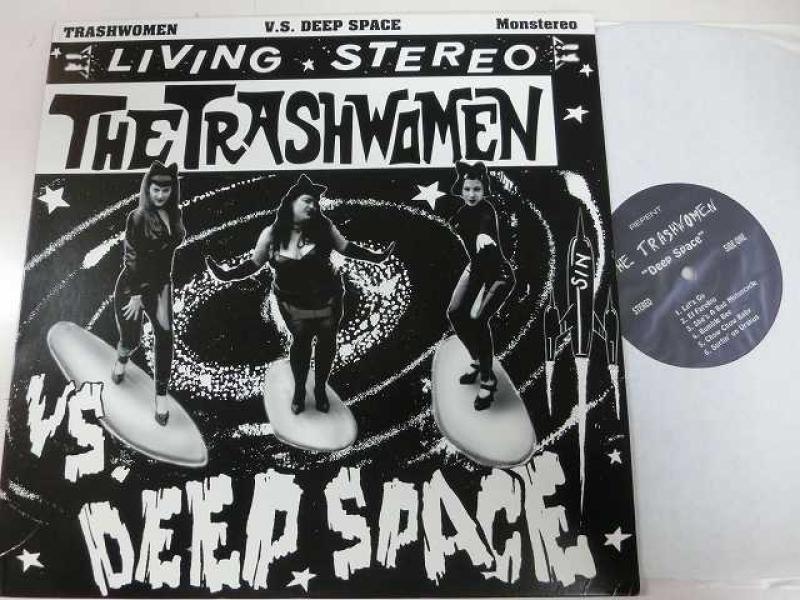 TRASHWOMEN V.S. DEEP SPACE Monstereo
LIVING STEREO
THE TRASHWOMEN
SIN
VS.
DEEP SPACE
REPENT
THE TRASHWOMEN
"Deep Space"
STEREO
SIDE ONE
1. Let's Go
2. El Farolou
3. She's A Bad Motorcycle
4. Bumble Bee
5. Chow Chow Baby
6. Surfin' on Uranus